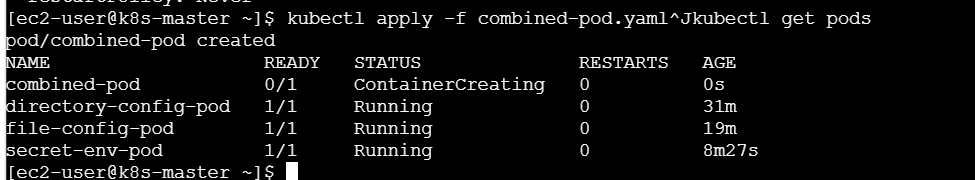 [ec2-user@k8s-master ~]$ kubectl apply -f combined-pod.yaml^Jkubectl get pods
pod/combined-pod created
NAME READY STATUS RESTARTS AGE
combined-pod 0/1 ContainerCreating 0 0s
directory-config-pod 1/1 Running 0 31m
file-config-pod 1/1 Running 0 19m
secret-env-pod 1/1 Running 0 8m27s
[ec2-user@k8s-master ~]$